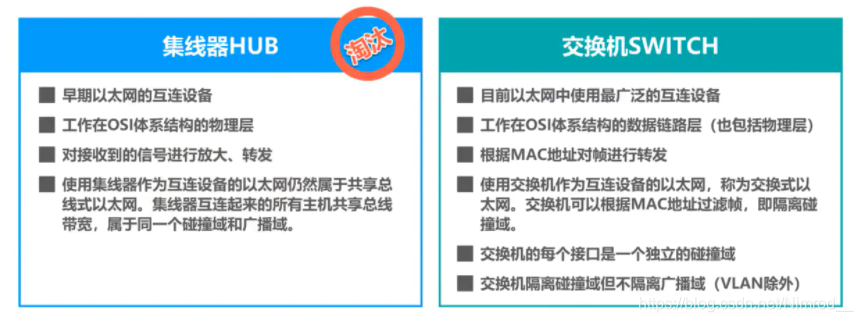 集线器HUB
淘汰
早期以太网的互连设备
工作在OSI体系结构的物理层
对接收到的信号进行放大、转发
使用集线器作为互连设备的以太网仍然属于共享总
线式以太网。集线器互连起来的所有主机共享总线
带宽，属于同一个碰撞域和广播域。
交换机SWITCH
目前以太网中使用最广泛的互连设备
工作在OSI体系结构的数据链路层（也包括物理层）
根据MAC地址对帧进行转发
使用交换机作为互连设备的以太网，称为交换式以
太网。交换机可以根据MAC地址过滤帧，即隔离碰
撞域。
交换机的每个接口是一个独立的碰撞域
交换机隔离碰撞域但不隔离广播域（VLAN除外）